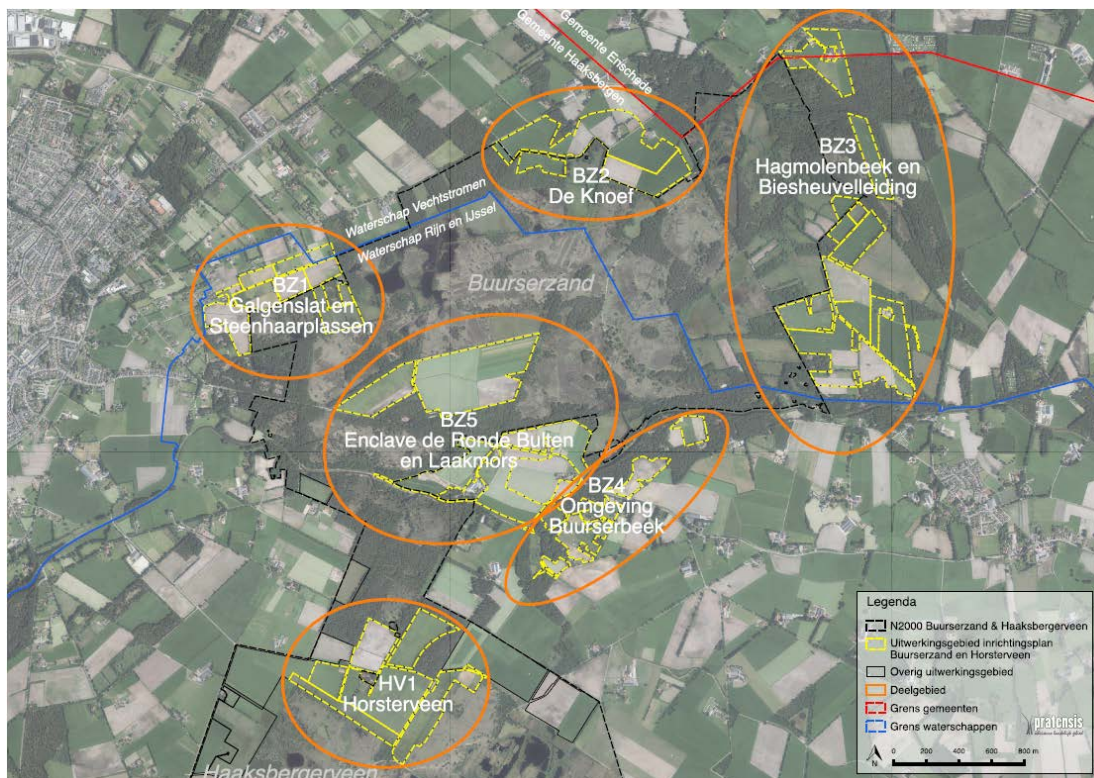 Gemeente Enschede
Gemeente Haaksbergen
BZ3
Hagmolenbeek en
Biesheuvelleiding
BZ2
De Knoef
Waterschap Vechtstromen
Waterschap Rijn en IJssel
BZ1
Galgenslat en
Steenhaarplassen
Buurserzand
BZ5
Enclave de Ronde Bulten
en Laakmors
BZ4
Omgeving
Buurserbeek
HV1
Horsterveen
Haaksbergerveen
Legenda
N2000 Buurserzand & Haaksbergerveen
Uitwerkingsgebied inrichtingsplan
Buurserzand en Horsterveen
Overig uitwerkingsgebied
Deelgebied
Grens gemeenten
Grens waterschappen
pratensis
N
0 200 400 600 800 m